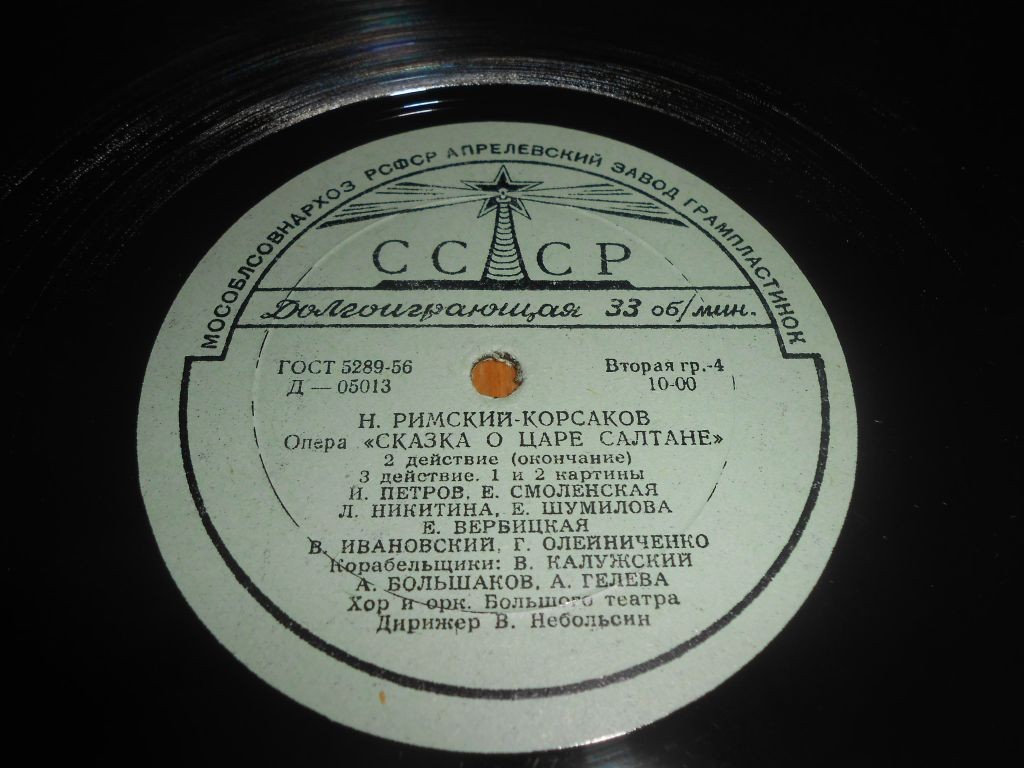 МОСОБЛСОВНАРХОЗ РСФСР АПРЕЛЕВСКИЙ ЗАВОД ГРАМПЛАСТИНОК
СССР
Долгоиграющая 33 об/мин.
ГОСТ 5289-56 Вторая гр.-4
Д — 05013 10-00
Н. РИМСКИЙ-КОРСАКОВ
Опера «СКАЗКА О ЦАРЕ САЛТАНЕ»
2 действие (окончание)
3 действие. 1 и 2 картины
И. ПЕТРОВ, Е. СМОЛЕНСКАЯ
Л. НИКИТИНА, Е. ШУМИЛОВА
Е. ВЕРБИЦКАЯ
В. ИВАНОВСКИЙ, Г. ОЛЕЙНИЧЕНКО
Корабельщики: В. КАЛУЖСКИЙ
А. БОЛЬШАКОВ, А. ГЕЛЕВА
Хор и орк. Большого театра
Дирижер В. Небольсин